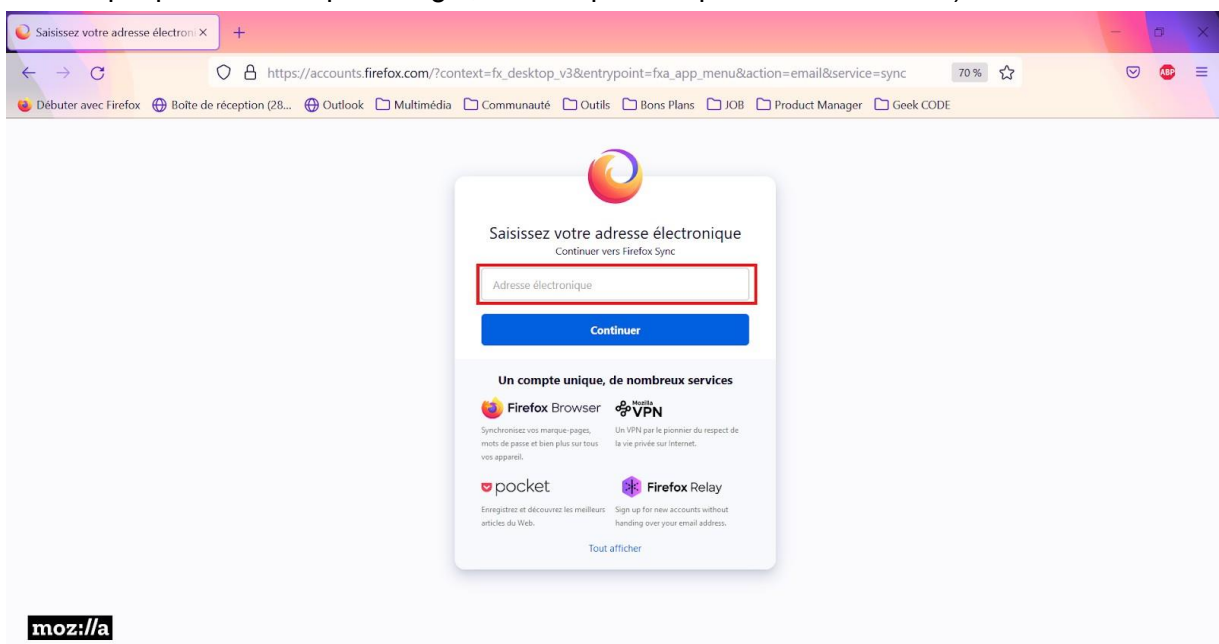 Saisissez votre adresse électroni
https://accounts.firefox.com/?context=fx_desktop_v3&entrypoint=fxa_app_menu&action=email&service=sync 70 %
Débuter avec Firefox Boîte de réception (28... Outlook Multimédia Communauté Outils Bons Plans JOB Product Manager Geek CODE
ABP
Saisissez votre adresse électronique
Continuer vers Firefox Sync
Adresse électronique
Continuer
Un compte unique, de nombreux services
Firefox Browser
Synchronisez vos marque-pages,
mots de passe et bien plus sur tous
vos appareil.
Mozilla
VPN
Un VPN par le pionnier du respect de
la vie privée sur Internet.
pocket
Enregistrez et découvrez les meilleurs
articles du Web.
Firefox Relay
Sign up for new accounts without
handing over your email address.
Tout afficher
moz://a